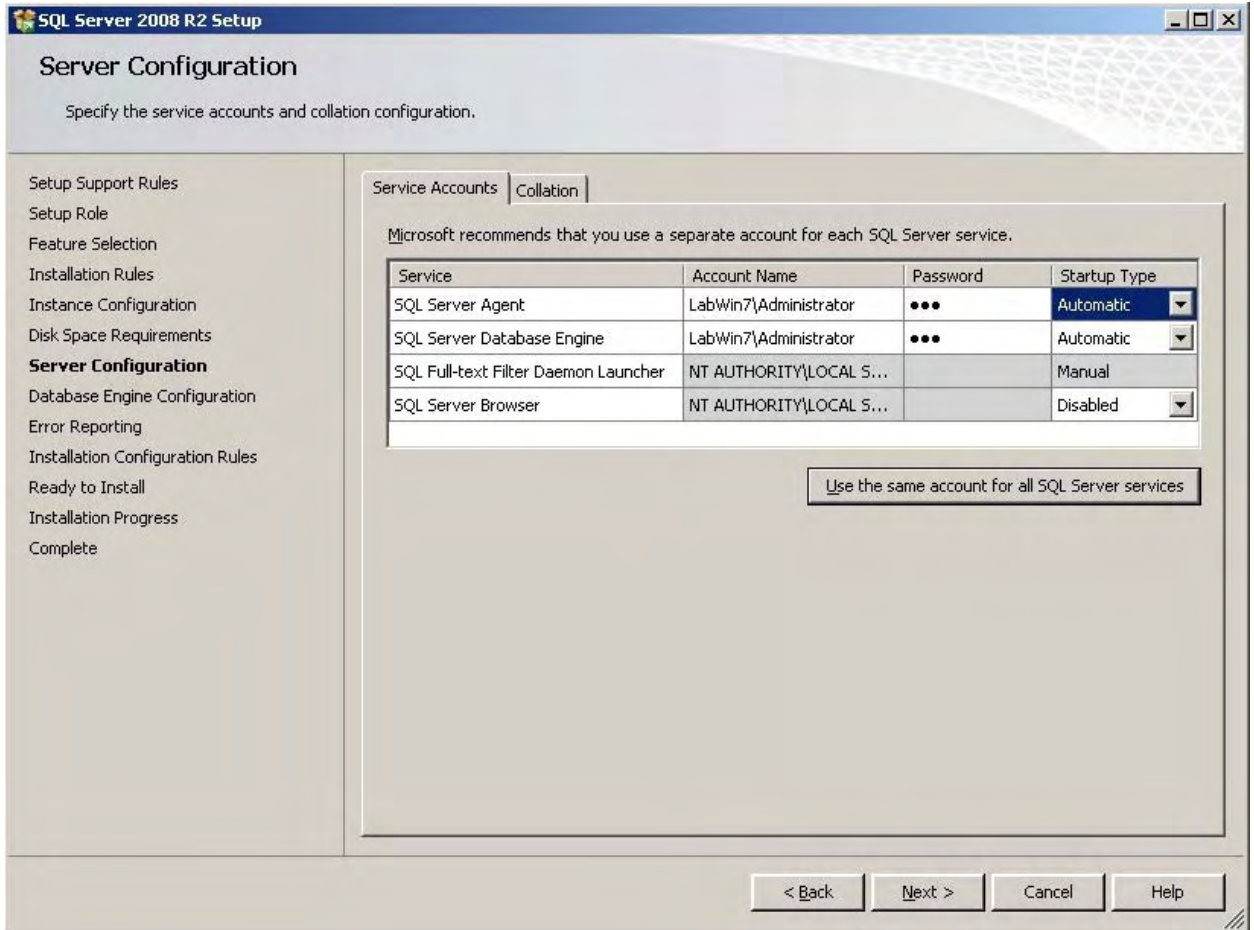 SQL Server 2008 R2 Setup
Server Configuration
Specify the service accounts and collation configuration.
Setup Support Rules
Setup Role
Feature Selection
Installation Rules
Instance Configuration
Disk Space Requirements
Server Configuration
Database Engine Configuration
Error Reporting
Installation Configuration Rules
Ready to Install
Installation Progress
Complete
Service Accounts Collation
Microsoft recommends that you use a separate account for each SQL Server service.
Service Account Name Password Startup Type
SQL Server Agent LabWin7\Administrator ●●● Automatic
SQL Server Database Engine LabWin7\Administrator ●●● Automatic
SQL Full-text Filter Daemon Launcher NT AUTHORITY\LOCAL S... Manual
SQL Server Browser NT AUTHORITY\LOCAL S... Disabled
Use the same account for all SQL Server services
< Back Next > Cancel Help